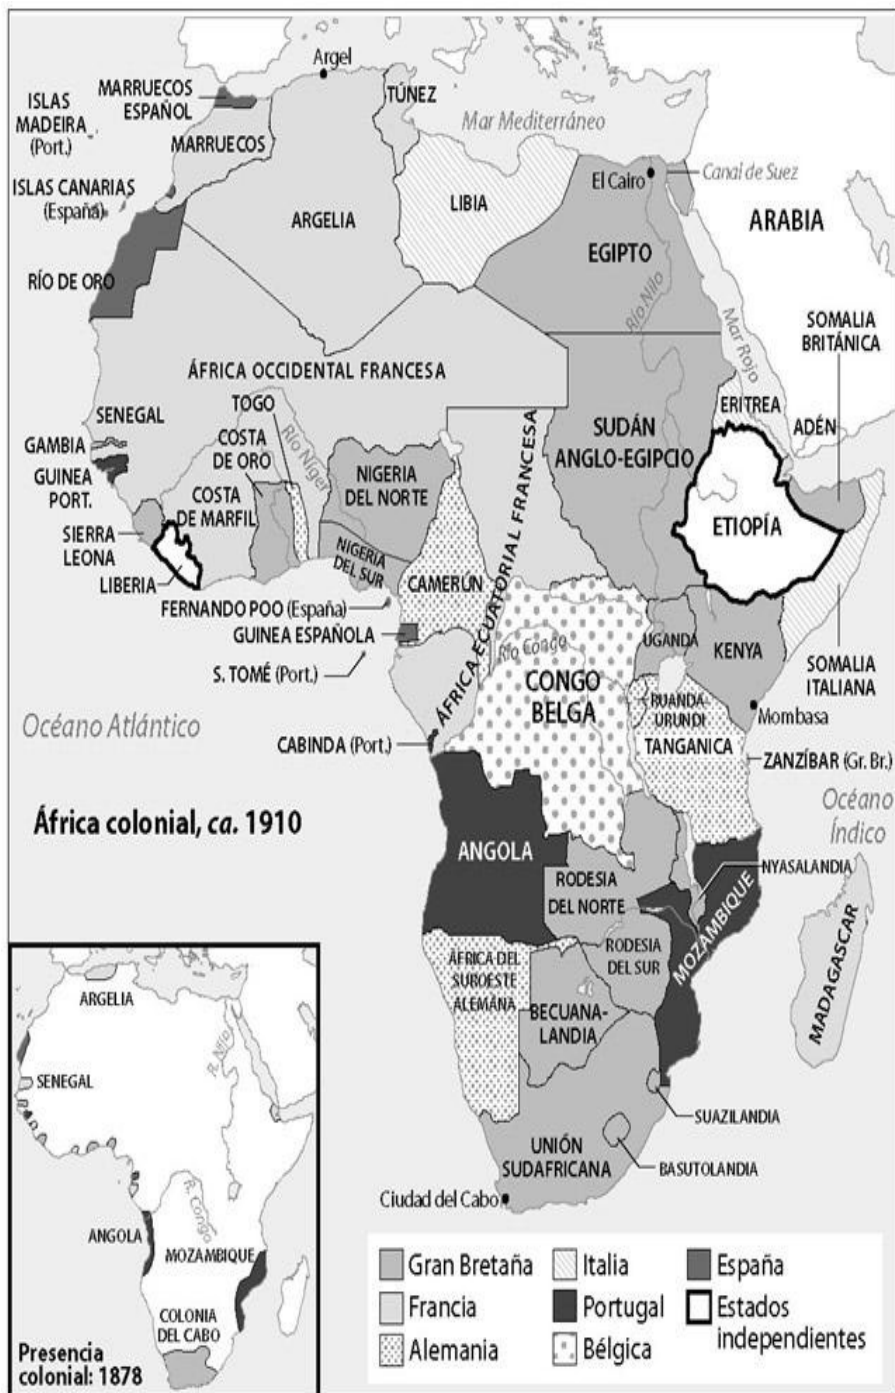 Argel
MARRUECOS
ESPAÑOL
TÚNEZ
ISLAS
MADEIRA
(Port.)
Mar Mediterráneo
MARRUECOS
El Cairo
Canal de Suez
ISLAS CANARIAS
(España)
LIBIA
ARGELIA
ARABIA
EGIPTO
RÍO DE ORO
Río Nilo
Mar Rojo
SOMALIA
BRITÁNICA
ÁFRICA OCCIDENTAL FRANCESA
ERITREA
SENEGAL
TOGO
ADÉN
GAMBIA
COSTA
DE ORO
Río Níger
SUDÁN
ANGLO-EGIPCIO
GUINEA
PORT.
NIGERIA
DEL NORTE
COSTA
DE MARFIL
ETIOPÍA
SIERRA
LEONA
NIGERIA
DEL SUR
CAMERÚN
ÁFRICA ECUATORIAL FRANCESA
LIBERIA
FERNANDO POO (España)
GUINEA ESPAÑOLA
UGANDA
KENYA
Río Congo
S. TOMÉ (Port.)
CONGO
BELGA
SOMALIA
ITALIANA
RUANDA-
URUNDI
Mombasa
Océano Atlántico
TANGANICA
CABINDA (Port.)
ZANZÍBAR (Gr. Br.)
Océano
Índico
África colonial, ca. 1910
ANGOLA
NYASALANDIA
RODESIA
DEL NORTE
MOZAMBIQUE
RODESIA
DEL SUR
ÁFRICA DEL
SUROESTE
ALEMANA
MADAGASCAR
BECUANA-
LANDIA
SUAZILANDIA
UNIÓN
SUDAFRICANA
BASUTOLANDIA
Ciudad del Cabo
ARGELIA
R. Nilo
SENEGAL
R. Congo
ANGOLA
MOZAMBIQUE
COLONIA
DEL CABO
Presencia
colonial: 1878
Gran Bretaña
Italia
España
Francia
Portugal
Estados
independientes
Alemania
Bélgica